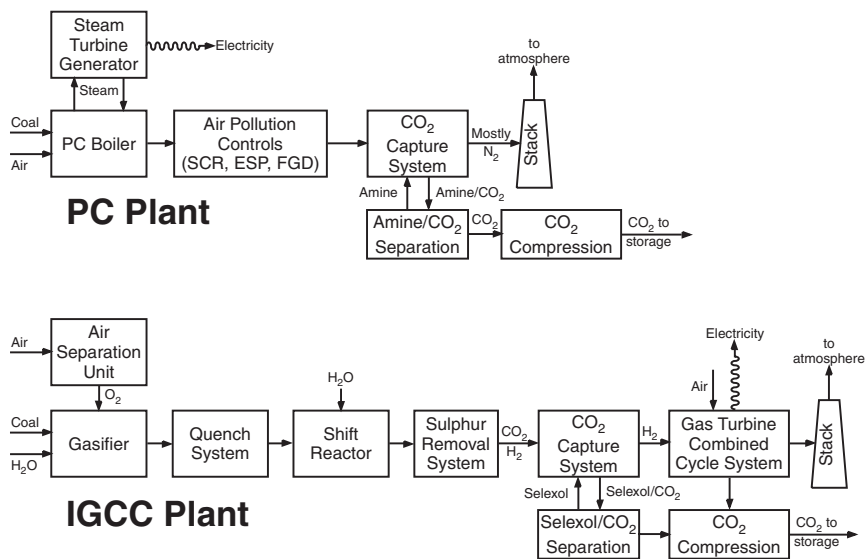 Steam
Turbine
Generator
Electricity
Steam
Coal
Air
PC Boiler
Air Pollution
Controls
(SCR, ESP, FGD)
CO2
Capture
System
Mostly
N2
to
atmosphere
Stack
Amine
Amine/CO2
PC Plant
Amine/CO2
Separation
CO2
CO2
Compression
CO2 to
storage
Air
Air
Separation
Unit
O2
Coal
H2O
Gasifier
Quench
System
H2O
Shift
Reactor
Sulphur
Removal
System
CO2
H2
CO2
Capture
System
H2
Electricity
Air
Gas Turbine
Combined
Cycle System
to
atmosphere
Stack
Selexol
Selexol/CO2
IGCC Plant
Selexol/CO2
Separation
CO2
Compression
CO2 to
storage